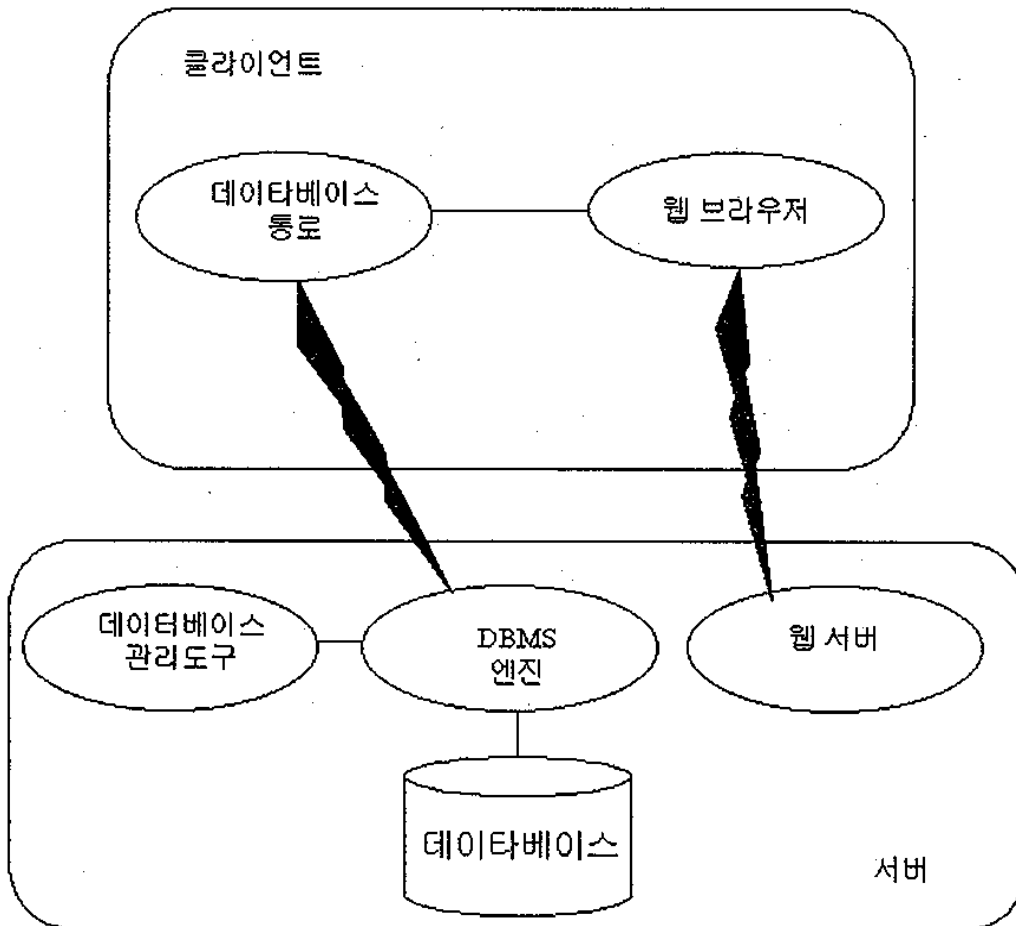 클라이언트
데이타베이스
통로
웹 브라우저
데이터베이스
관리도구
DBMS
엔진
웹 서버
데이타베이스
서버